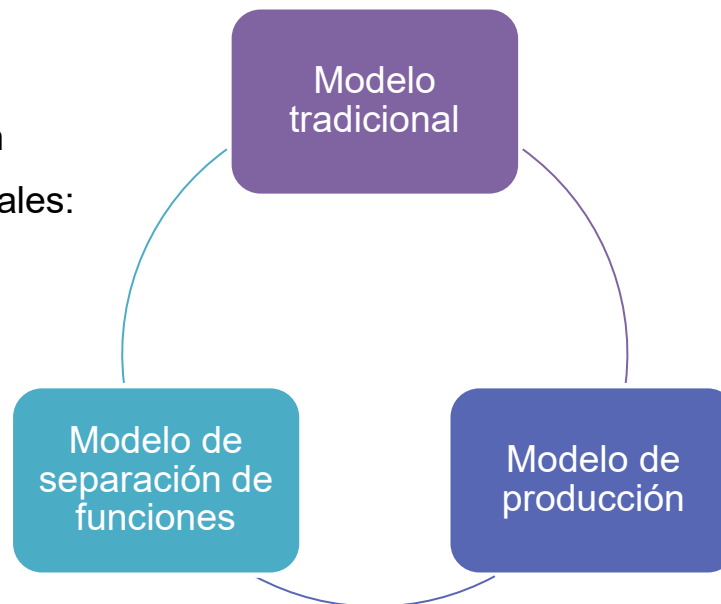 Modelo
tradicional
ales:
Modelo de
separación de
funciones
Modelo de
producción